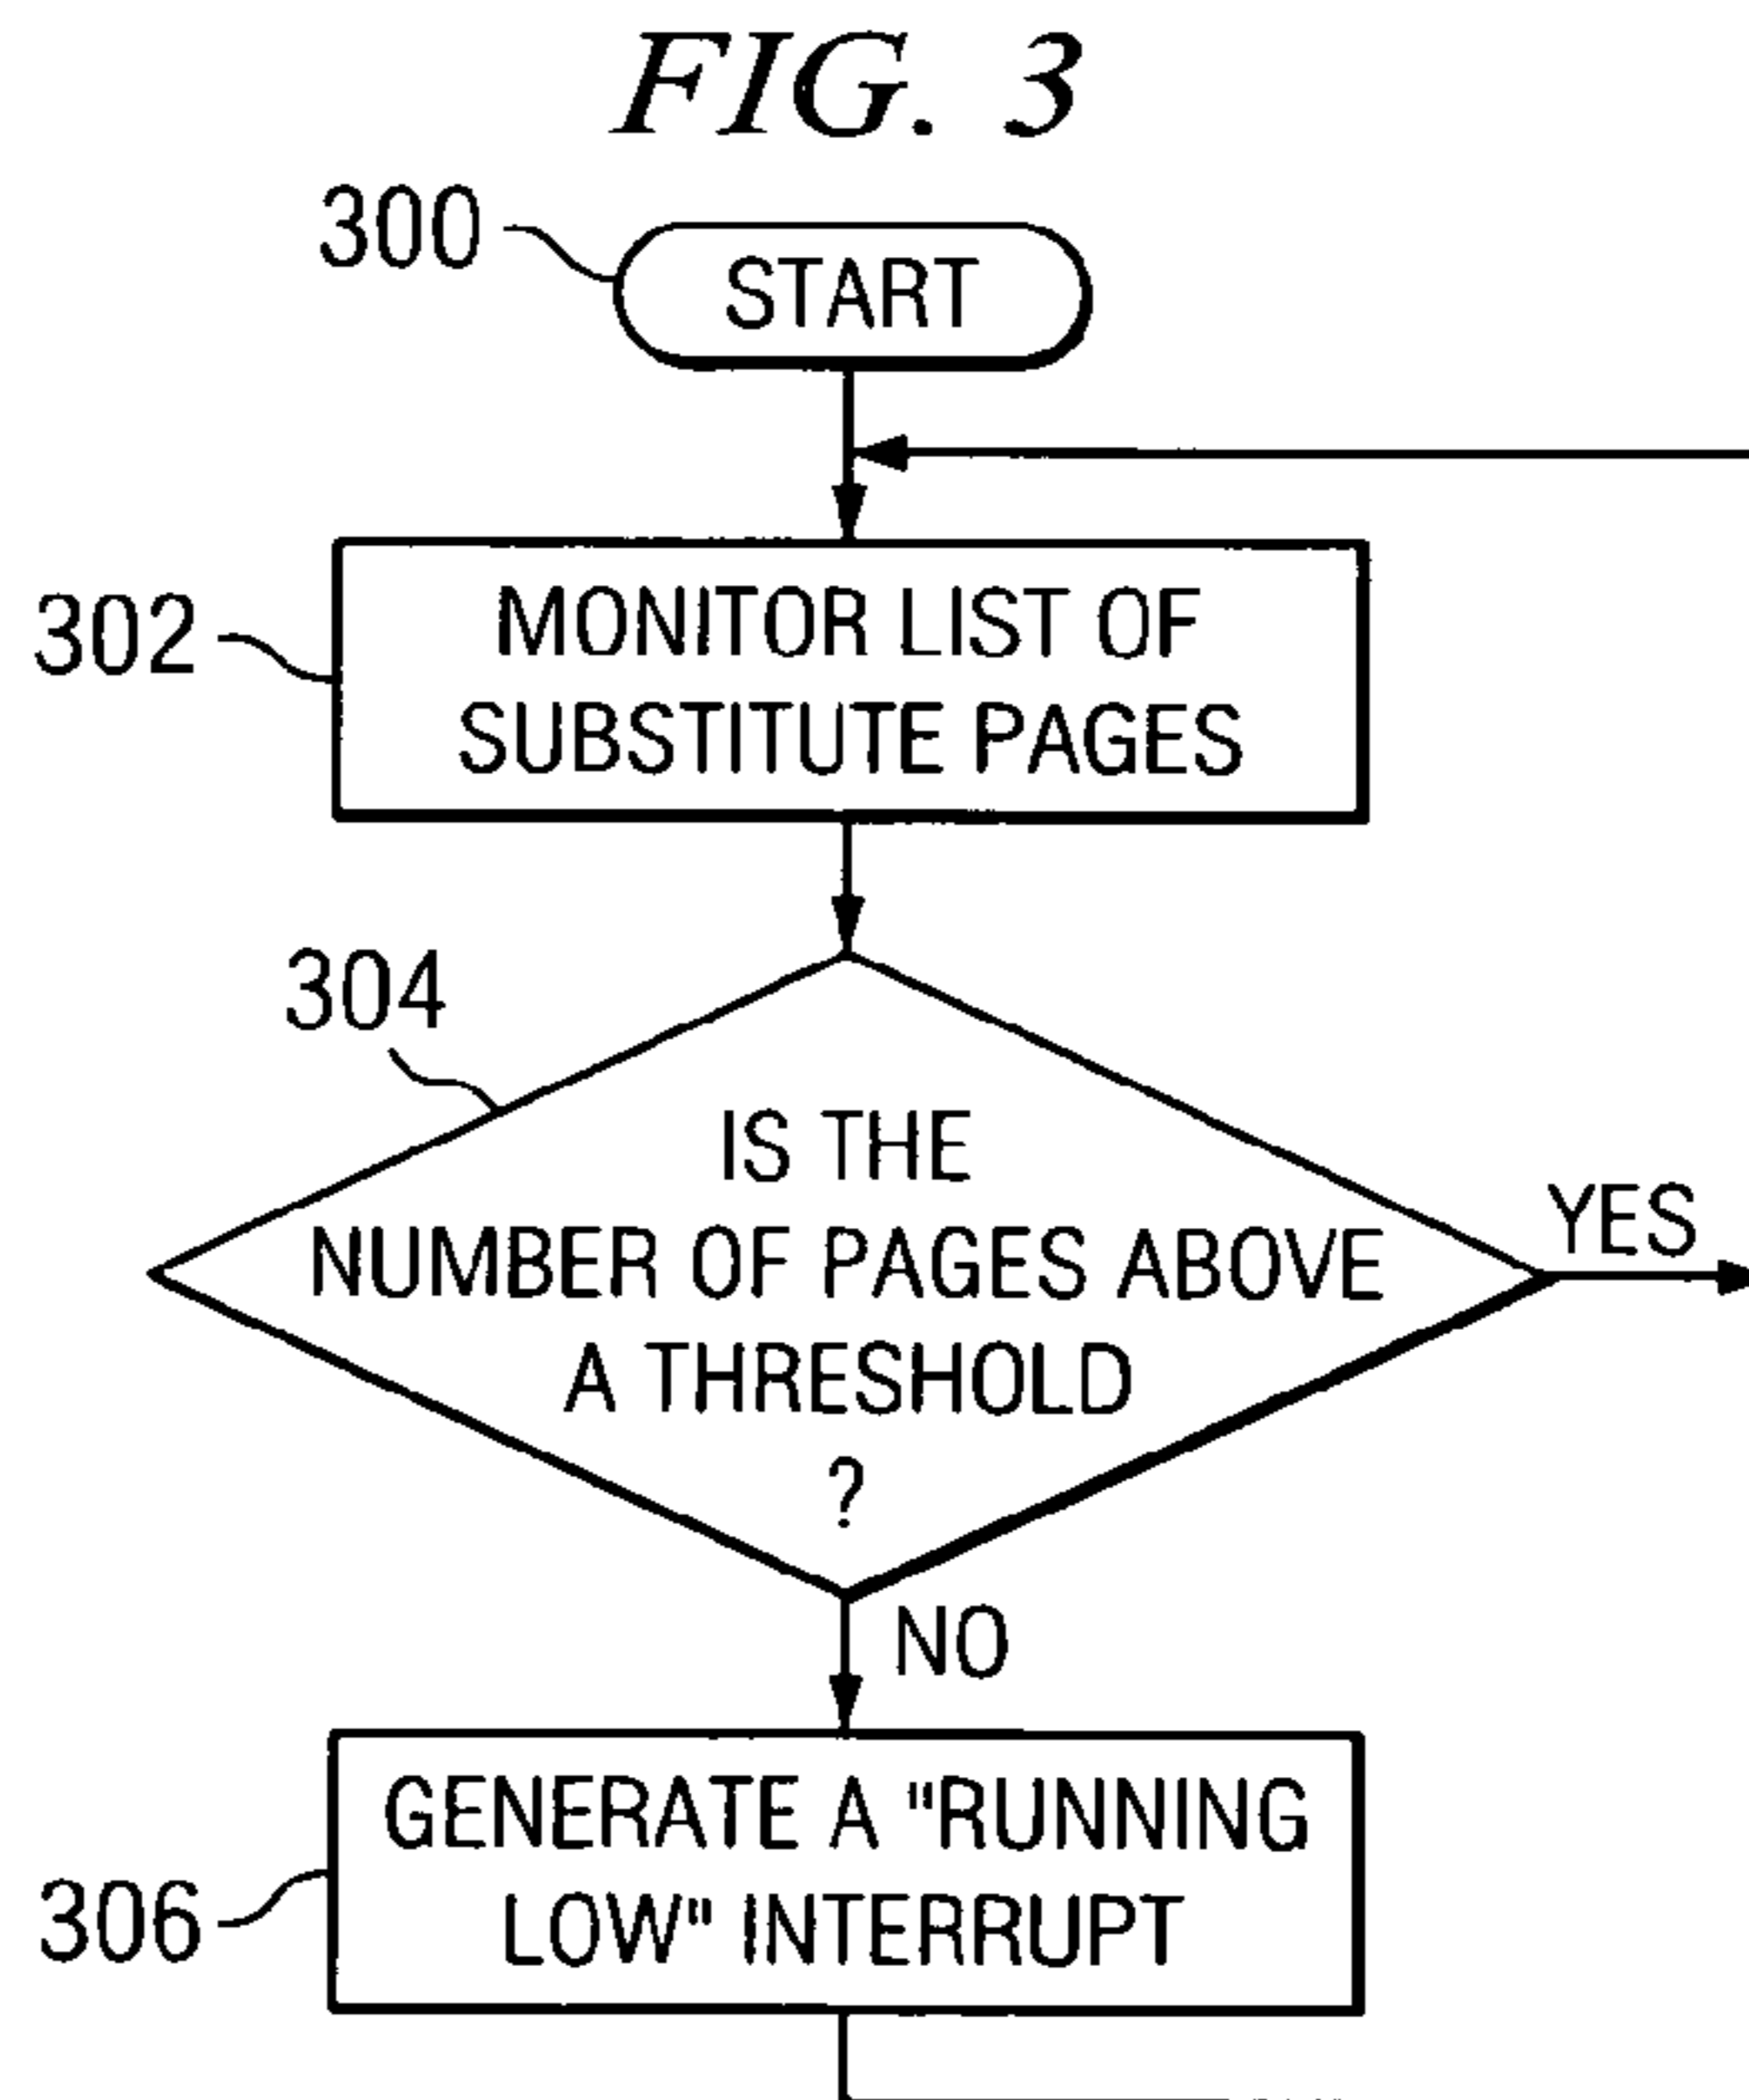 FIG. 3
300
START
302
MONITOR LIST OF
SUBSTITUTE PAGES
304
IS THE
NUMBER OF PAGES ABOVE
A THRESHOLD
?
YES
NO
306
GENERATE A "RUNNING
LOW" INTERRUPT